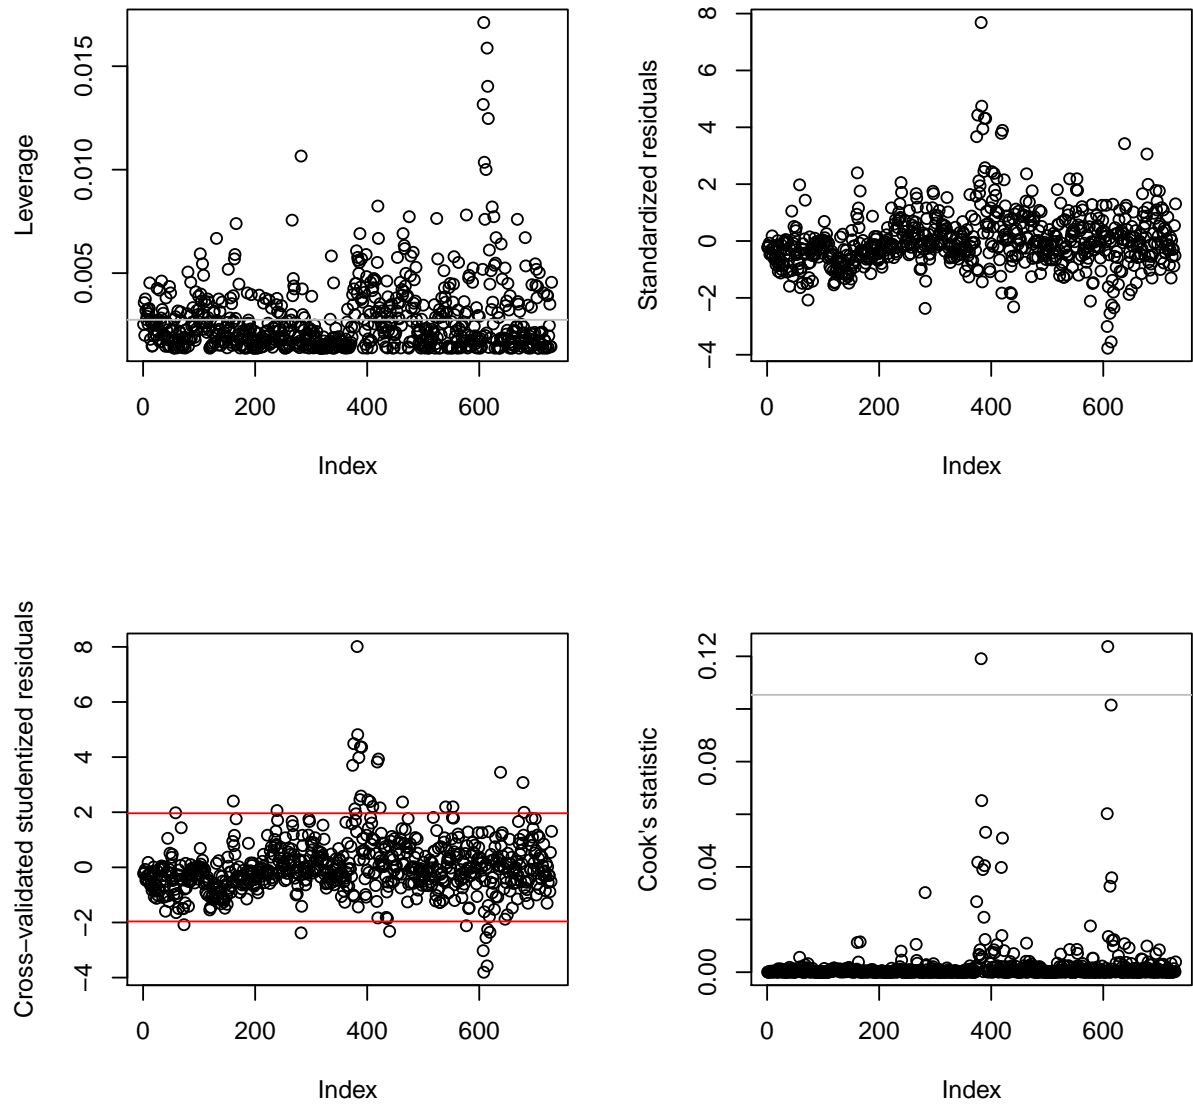 Leverage
0.015
0.010
0.005
0 200 400 600
Index
Standardized residuals
8
6
4
2
0
−2
−4
0 200 400 600
Index
Cross−validated studentized residuals
8
6
4
2
0
−2
−4
0 200 400 600
Index
Cook's statistic
0.12
0.08
0.04
0.00
0 200 400 600
Index